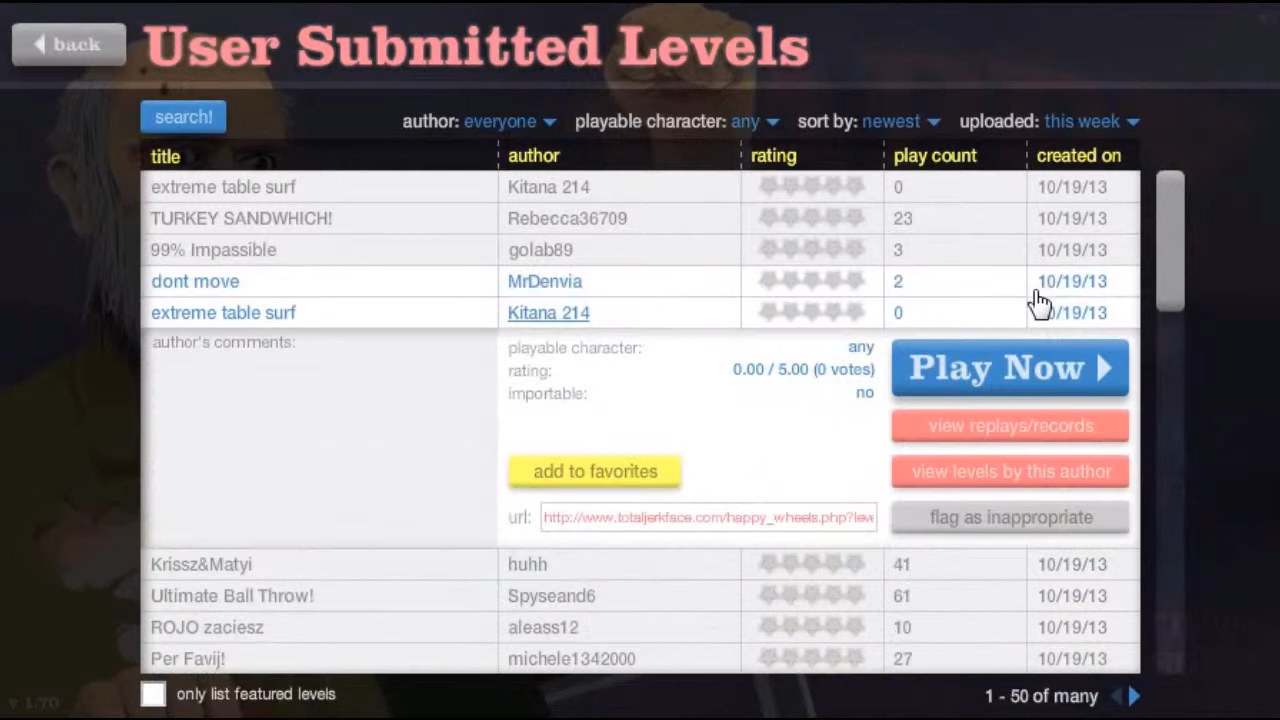 back
User Submitted Levels
search!
author: everyone playable character: any sort by: newest uploaded: this week
title author rating play count created on
extreme table surf Kitana 214 0 10/19/13
TURKEY SANDWHICH! Rebecca36709 23 10/19/13
99% Impassible golab89 3 10/19/13
dont move MrDenvia 2 10/19/13
extreme table surf Kitana 214 0 10/19/13
author's comments:
playable character: any
rating: 0.00 / 5.00 (0 votes)
importable: no
Play Now
view replays/records
add to favorites
view levels by this author
url: http://www.totaljerkface.com/happy_wheels.php?leve
flag as inappropriate
Krissz&Matyi huhh 41 10/19/13
Ultimate Ball Throw! Spyseand6 61 10/19/13
ROJO zaciesz aleass12 10 10/19/13
Per Favij! michele1342000 27 10/19/13
only list featured levels
1 - 50 of many
v 1.70